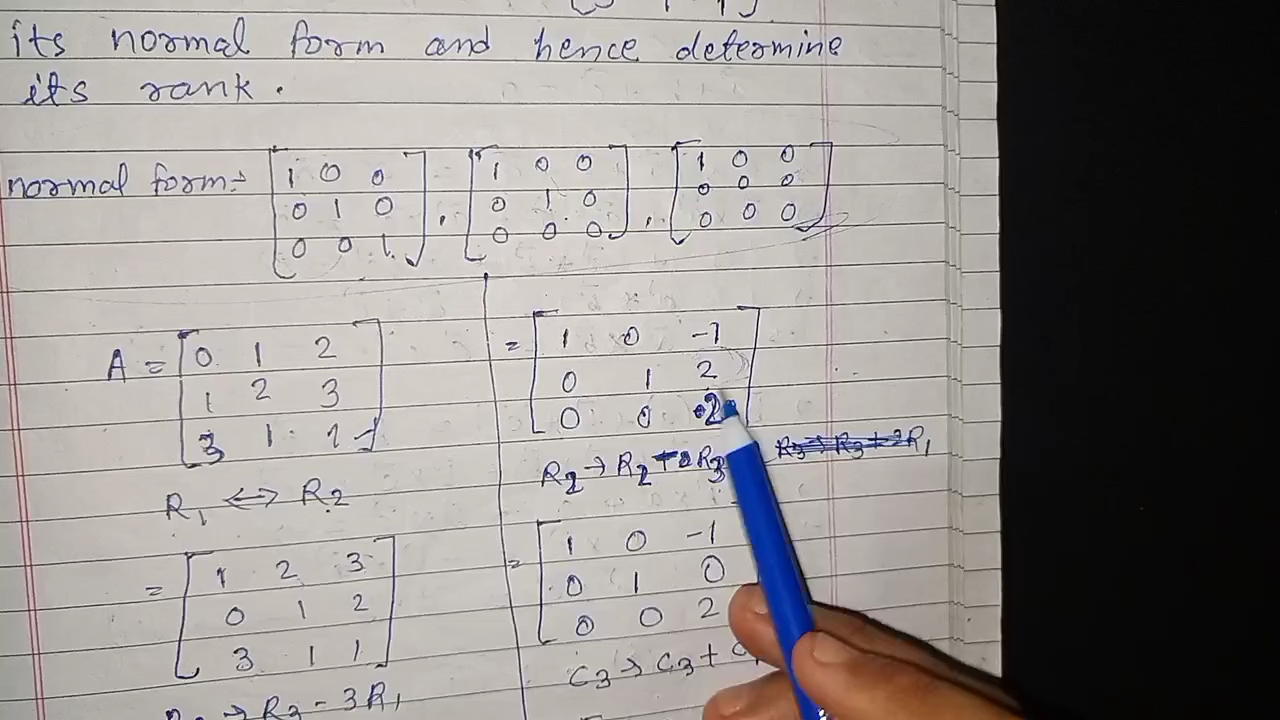 its normal form and hence determine
its rank.
normal form:- [1 0 0 , [1 0 0 , [1 0 0
0 1 0 0 1 0 0 0 0
0 0 1] 0 0 0] 0 0 0]
A = [0 1 2
1 2 3
3 1 1]
R1 ↔ R2
= [1 2 3
0 1 2
3 1 1]
→ R3 - 3R1
= [1 0 -1
0 1 2
0 0 2]
R2 → R2 - R3
= [1 0 -1
0 1 0
0 0 2
C3 → C3 +